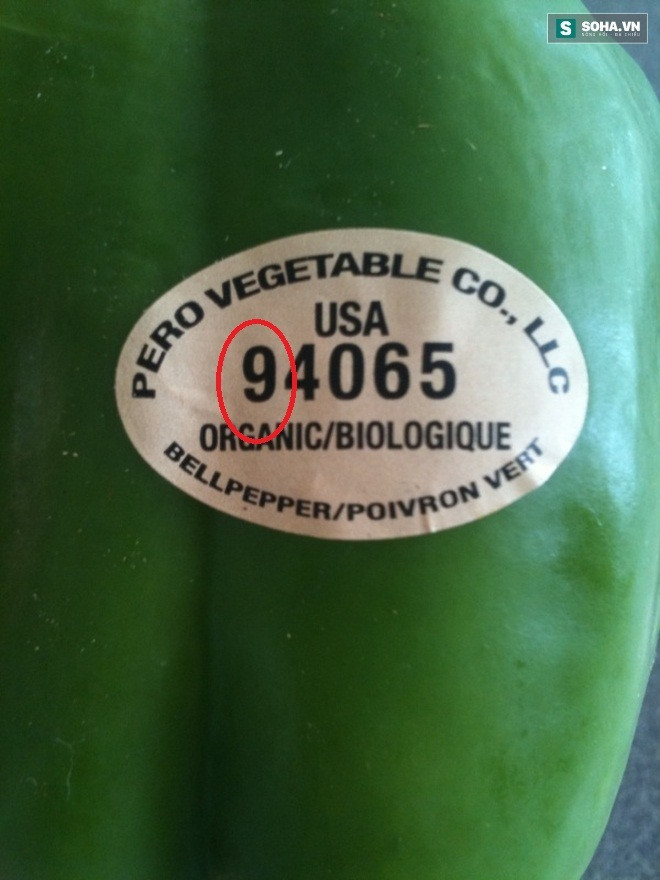 SOHA.VN
PERO VEGETABLE CO., LLC
USA
94065
ORGANIC/BIOLOGIQUE
BELLPEPPER/POIVRON VERT